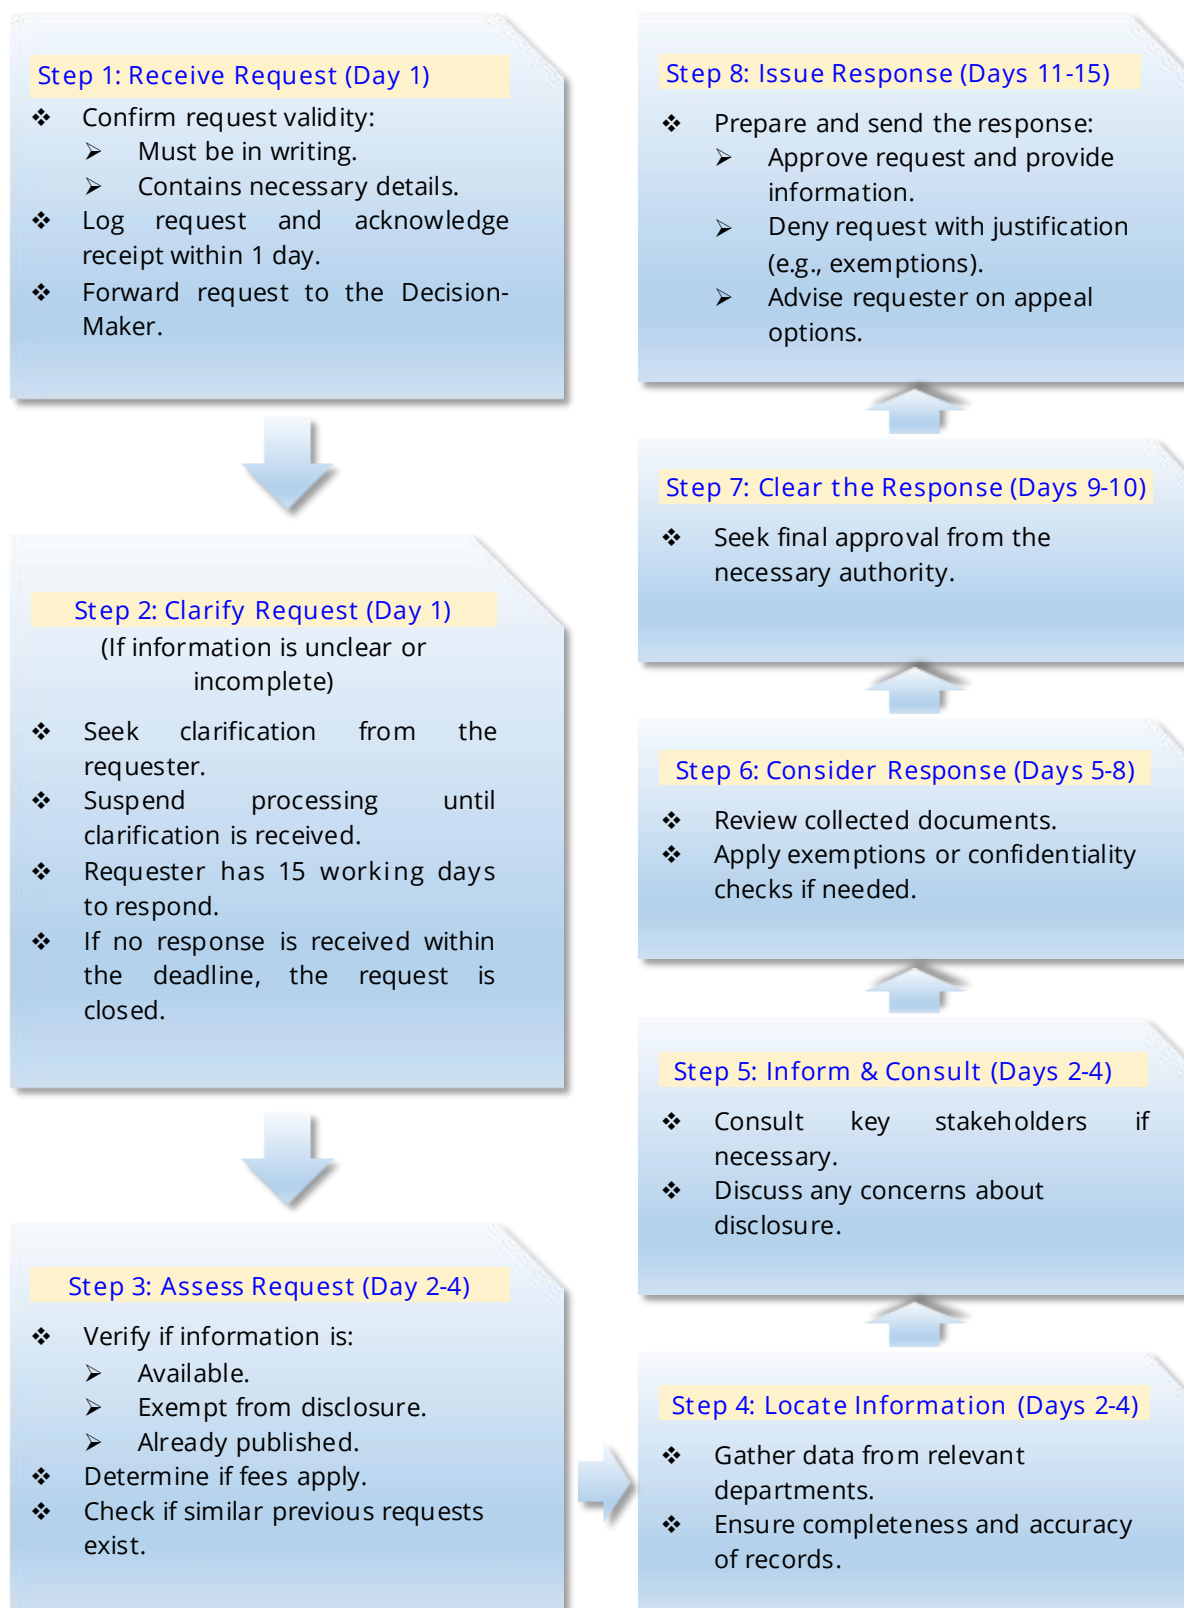 Step 1: Receive Request (Day 1)
❖ Confirm request validity:
➢ Must be in writing.
➢ Contains necessary details.
❖ Log request and acknowledge
receipt within 1 day.
❖ Forward request to the Decision-
Maker.
Step 2: Clarify Request (Day 1)
(If information is unclear or
incomplete)
❖ Seek clarification from the
requester.
❖ Suspend processing until
clarification is received.
❖ Requester has 15 working days
to respond.
❖ If no response is received within
the deadline, the request is
closed.
Step 3: Assess Request (Day 2-4)
❖ Verify if information is:
➢ Available.
➢ Exempt from disclosure.
➢ Already published.
❖ Determine if fees apply.
❖ Check if similar previous requests
exist.
Step 4: Locate Information (Days 2-4)
❖ Gather data from relevant
departments.
❖ Ensure completeness and accuracy
of records.
Step 5: Inform & Consult (Days 2-4)
❖ Consult key stakeholders if
necessary.
❖ Discuss any concerns about
disclosure.
Step 6: Consider Response (Days 5-8)
❖ Review collected documents.
❖ Apply exemptions or confidentiality
checks if needed.
Step 7: Clear the Response (Days 9-10)
❖ Seek final approval from the
necessary authority.
Step 8: Issue Response (Days 11-15)
❖ Prepare and send the response:
➢ Approve request and provide
information.
➢ Deny request with justification
(e.g., exemptions).
➢ Advise requester on appeal
options.